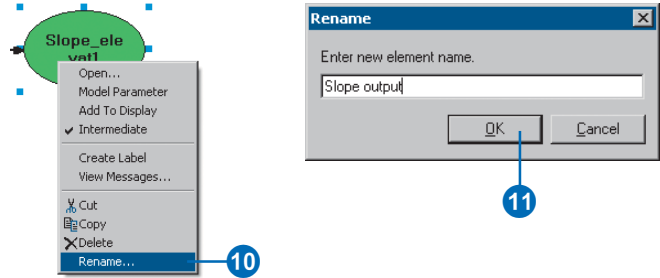 Slope_ele
vat1
Open...
Model Parameter
Add To Display
Intermediate
Create Label
View Messages...
Cut
Copy
Delete
Rename...
10
Rename
Enter new element name.
Slope output
OK
Cancel
11